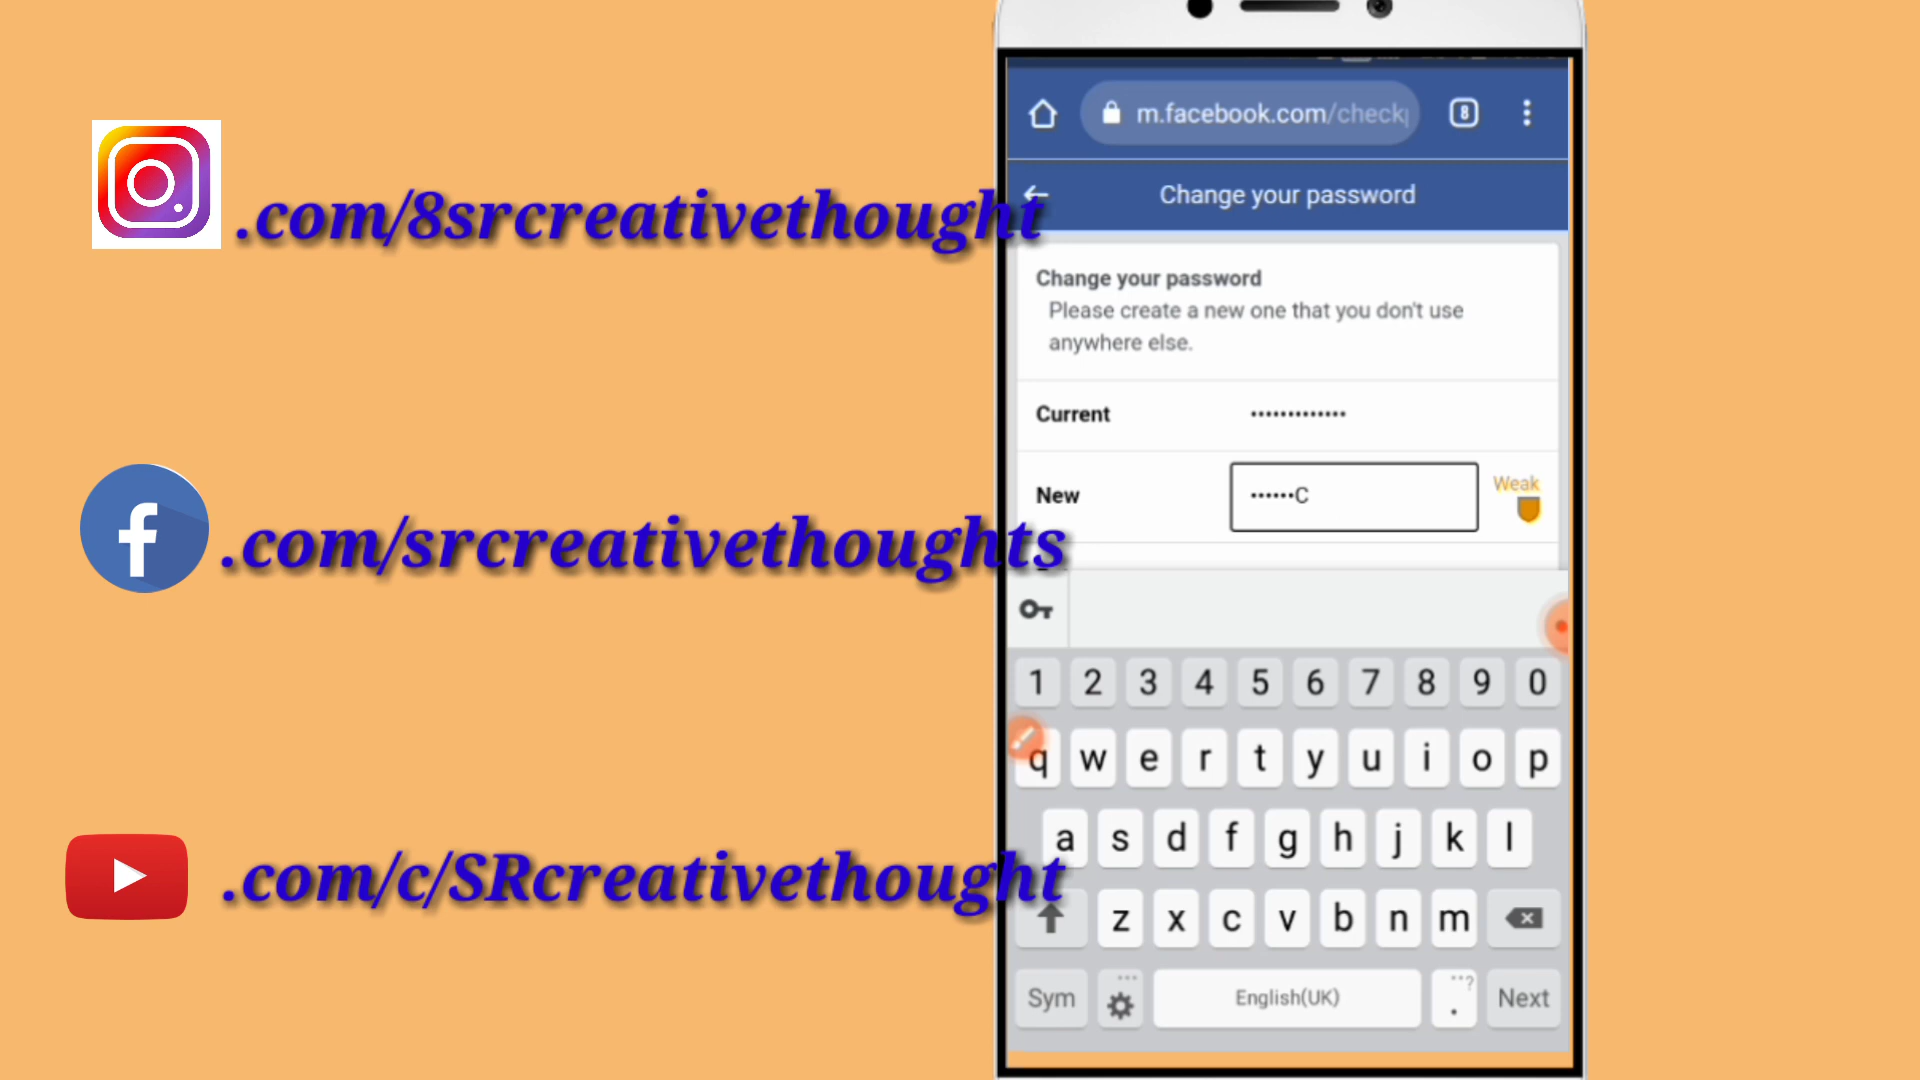 .com/8srcreativethought
.com/srcreativethoughts
.com/c/SRcreativethought
m.facebook.com/check
8
Change your password
Change your password
Please create a new one that you don't use
anywhere else.
Current •••••••••••••
New ••••••C Weak
1 2 3 4 5 6 7 8 9 0
q w e r t y u i o p
a s d f g h j k l
z x c v b n m
Sym English(UK) . ? Next